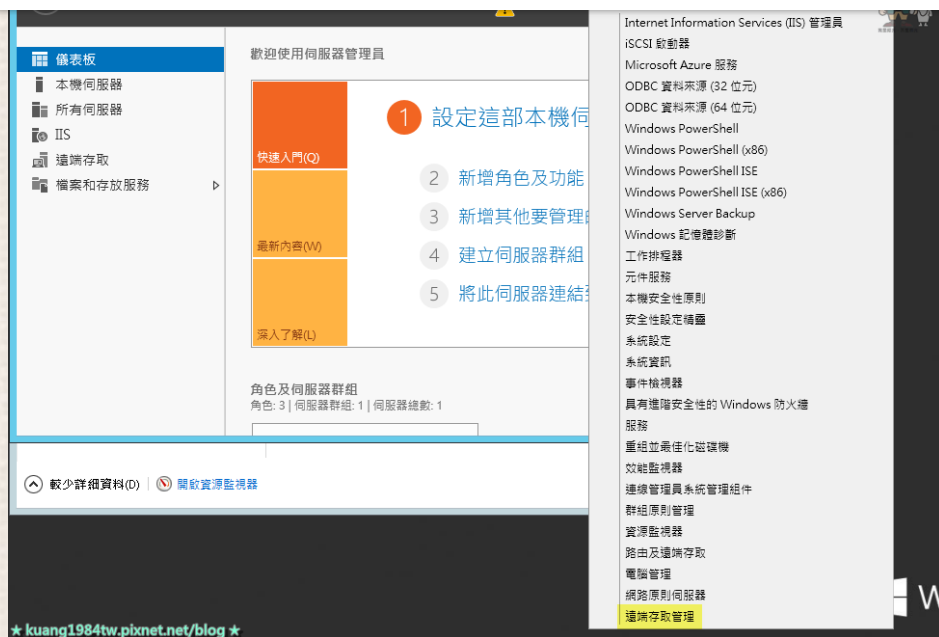 儀表板
本機伺服器
所有伺服器
IIS
遠端存取
檔案和存放服務
歡迎使用伺服器管理員
快速入門(Q)
最新內容(W)
深入了解(L)
1 設定這部本機伺
2 新增角色及功能
3 新增其他要管理
4 建立伺服器群組
5 將此伺服器連結
角色及伺服器群組
角色: 3 | 伺服器群組: 1 | 伺服器總數: 1
較少詳細資料(D)
開啟資源監視器
Internet Information Services (IIS) 管理員
iSCSI 啟動器
Microsoft Azure 服務
ODBC 資料來源 (32 位元)
ODBC 資料來源 (64 位元)
Windows PowerShell
Windows PowerShell (x86)
Windows PowerShell ISE
Windows PowerShell ISE (x86)
Windows Server Backup
Windows 記憶體診斷
工作排程器
元件服務
本機安全性原則
安全性設定精靈
系統設定
系統資訊
事件檢視器
具有進階安全性的 Windows 防火牆
服務
重組並最佳化磁碟機
效能監視器
連線管理員系統管理組件
群組原則管理
資源監視器
路由及遠端存取
電腦管理
網路原則伺服器
遠端存取管理
W
★ kuang1984tw.pixnet.net/blog ★